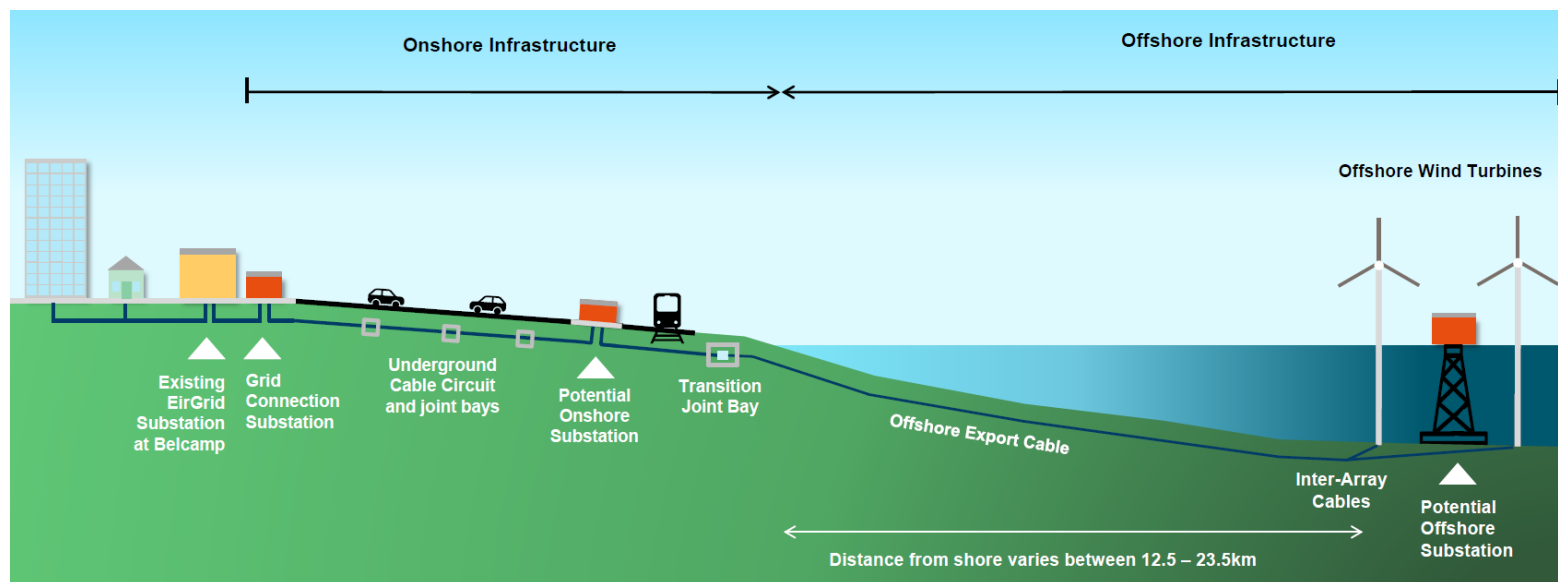 Onshore Infrastructure
Offshore Infrastructure
Offshore Wind Turbines
Existing
EirGrid
Substation
at Belcamp
Grid
Connection
Substation
Underground
Cable Circuit
and joint bays
Potential
Onshore
Substation
Transition
Joint Bay
Offshore Export Cable
Inter-Array
Cables
Potential
Offshore
Substation
Distance from shore varies between 12.5 – 23.5km